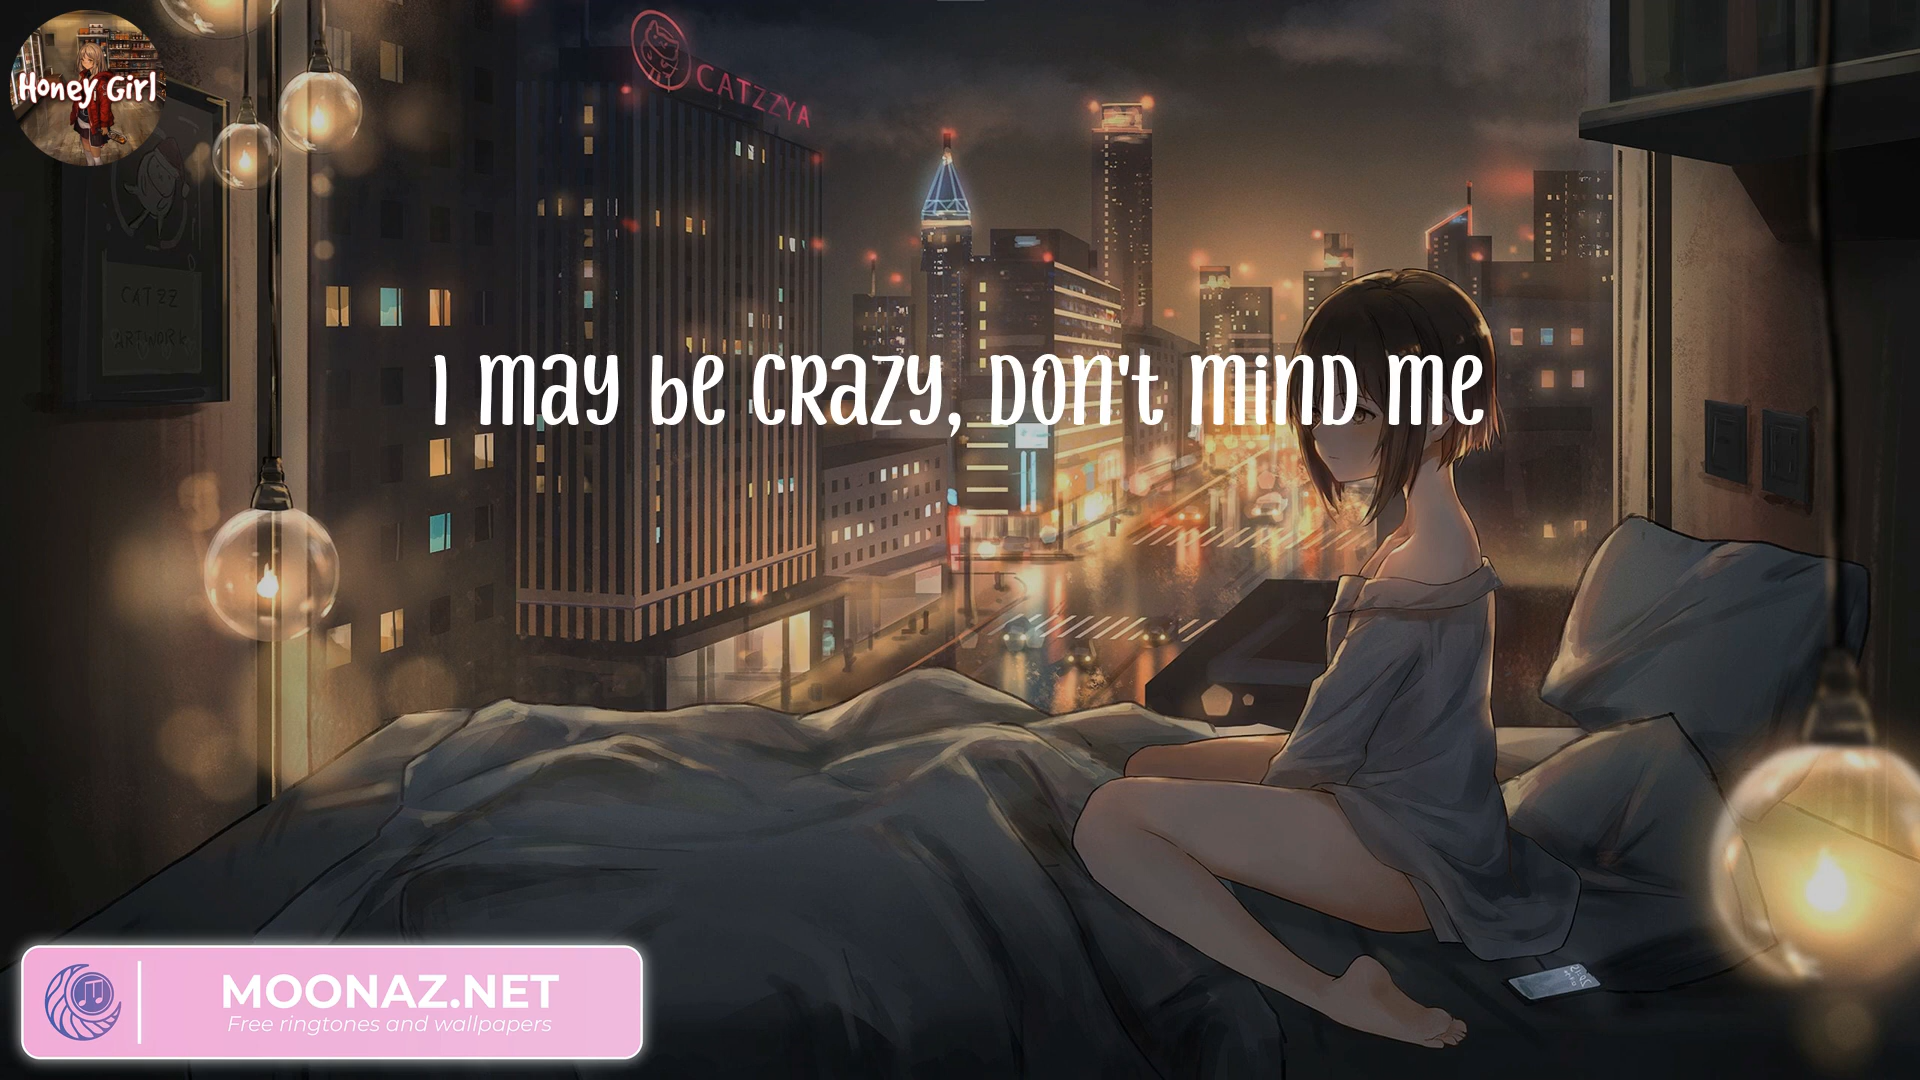 Honey Girl
CATZZYA
CATZZ
ARTWORK
I may be crazy, don't mind me
MOONAZ.NET
Free ringtones and wallpapers